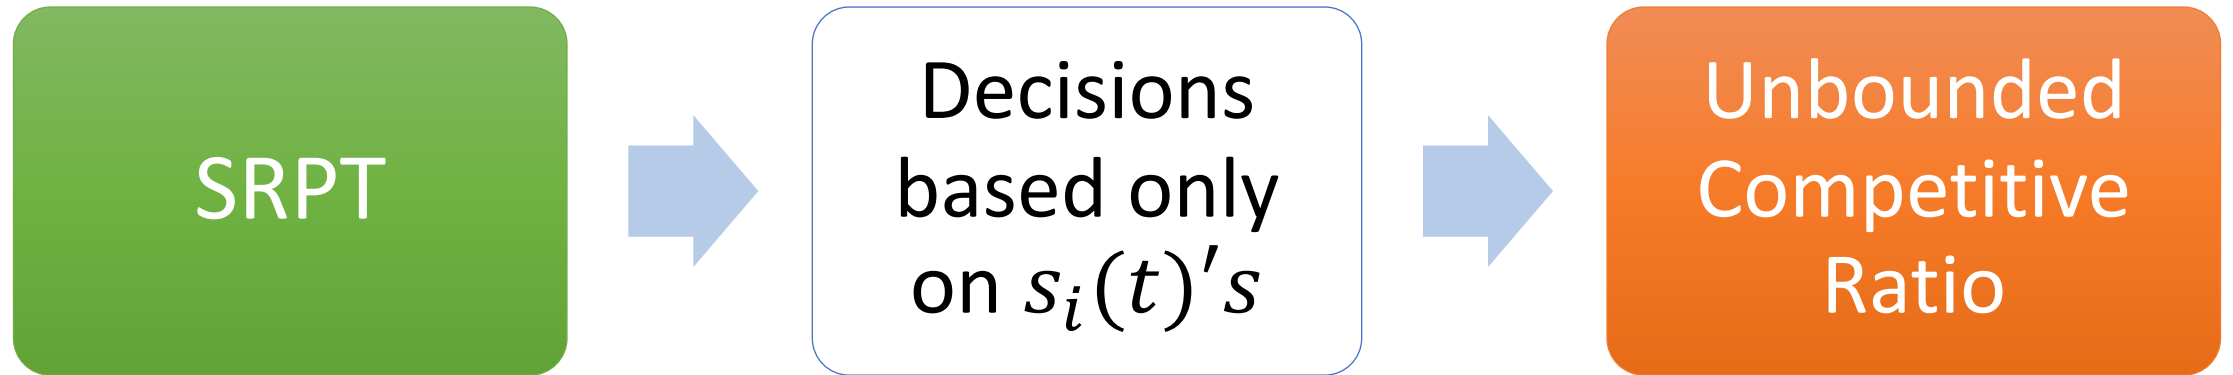 SRPT
Decisions
based only
on $s_i(t)'s$
Unbounded
Competitive
Ratio